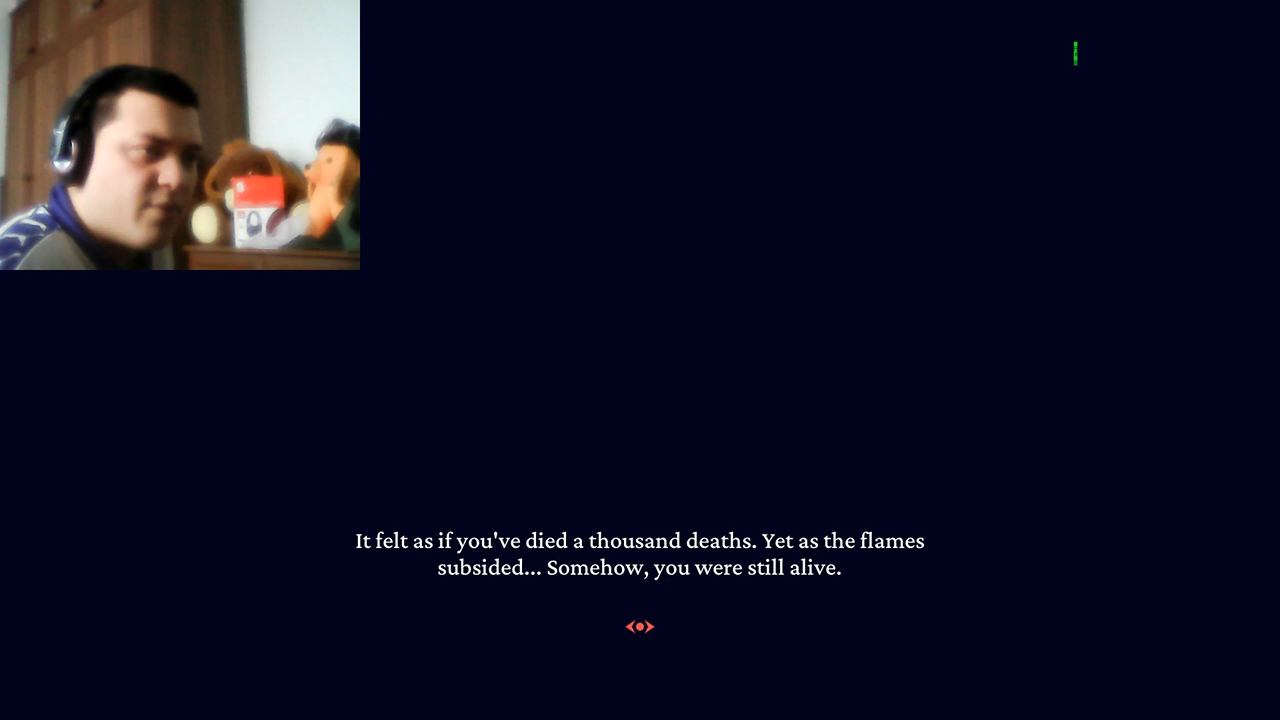 It felt as if you've died a thousand deaths. Yet as the flames
subsided... Somehow, you were still alive.